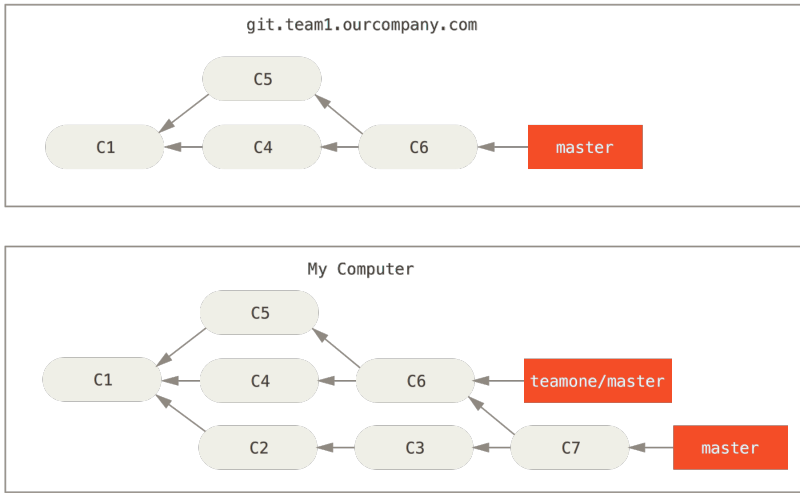 git.team1.ourcompany.com
C5
C1
C4
C6
master
My Computer
C5
C1
C4
C6
teamone/master
C2
C3
C7
master